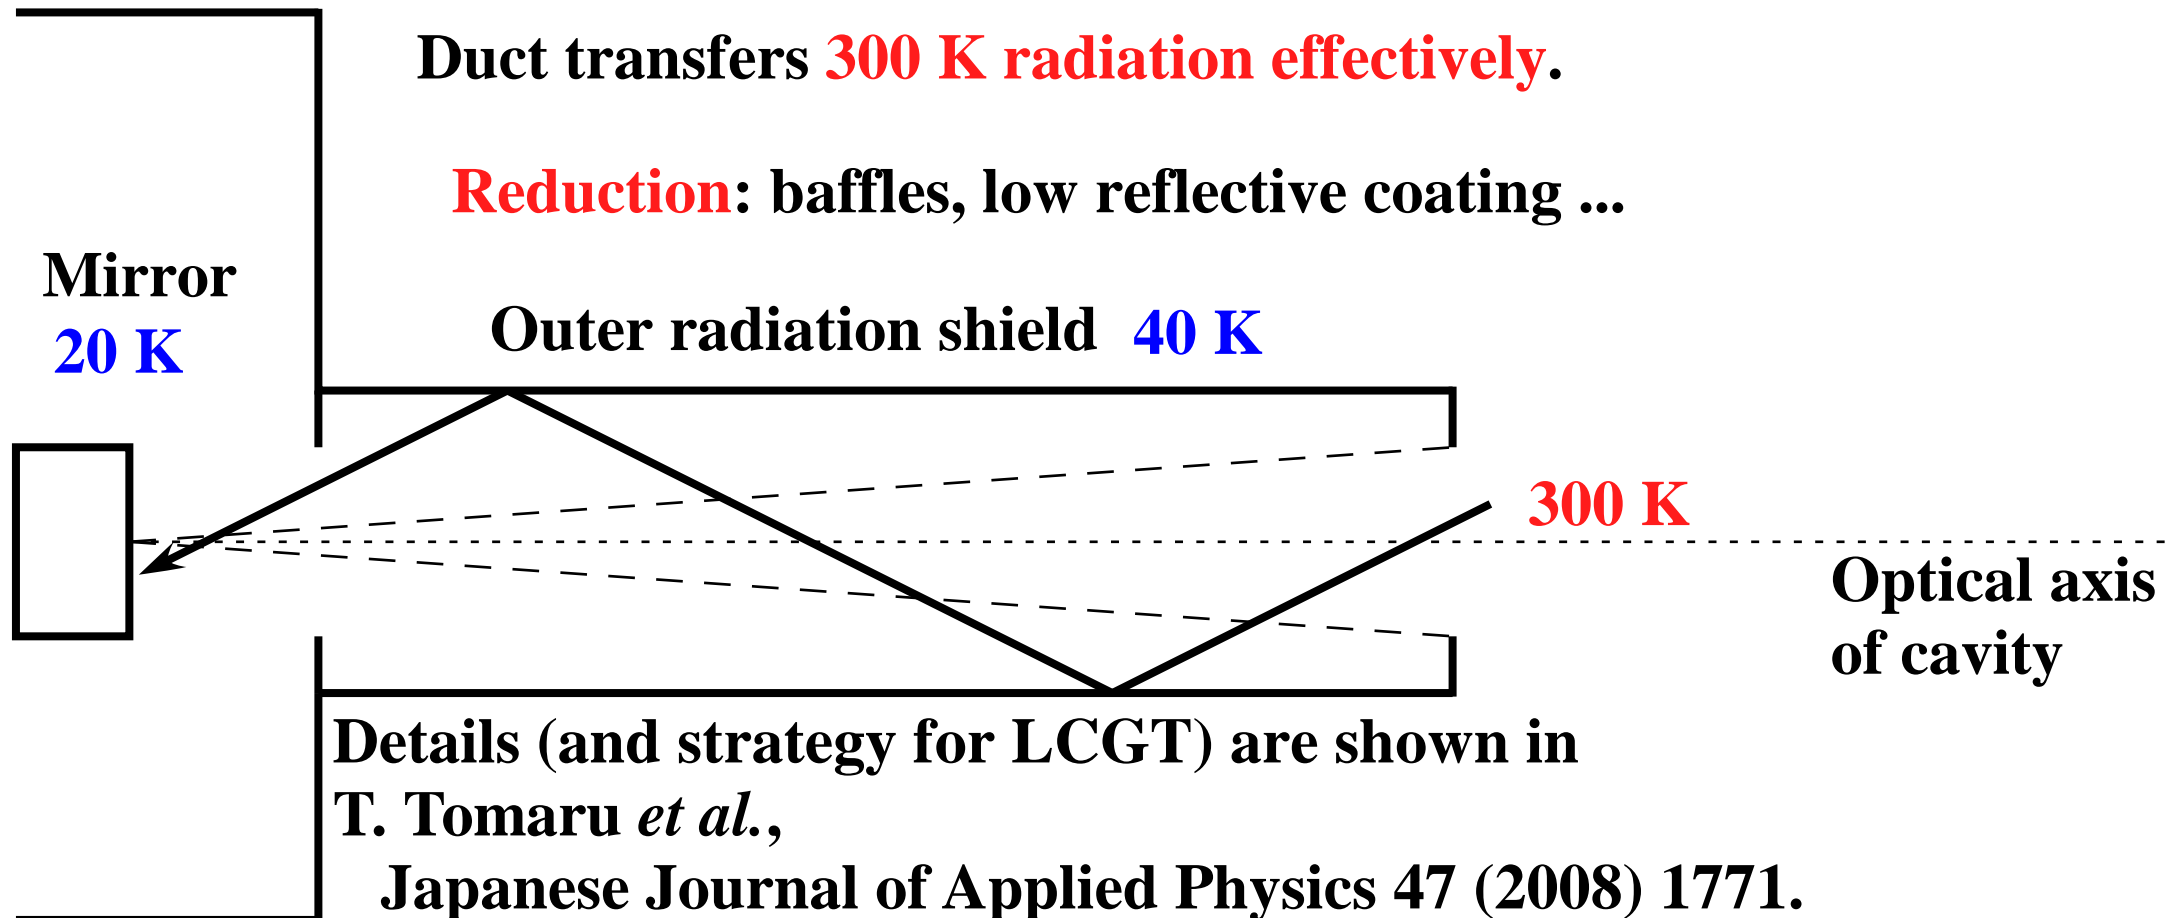 Duct transfers 300 K radiation effectively.
Reduction: baffles, low reflective coating ...
Mirror
20 K
Outer radiation shield 40 K
300 K
Optical axis
of cavity
Details (and strategy for LCGT) are shown in
T. Tomaru et al.,
Japanese Journal of Applied Physics 47 (2008) 1771.